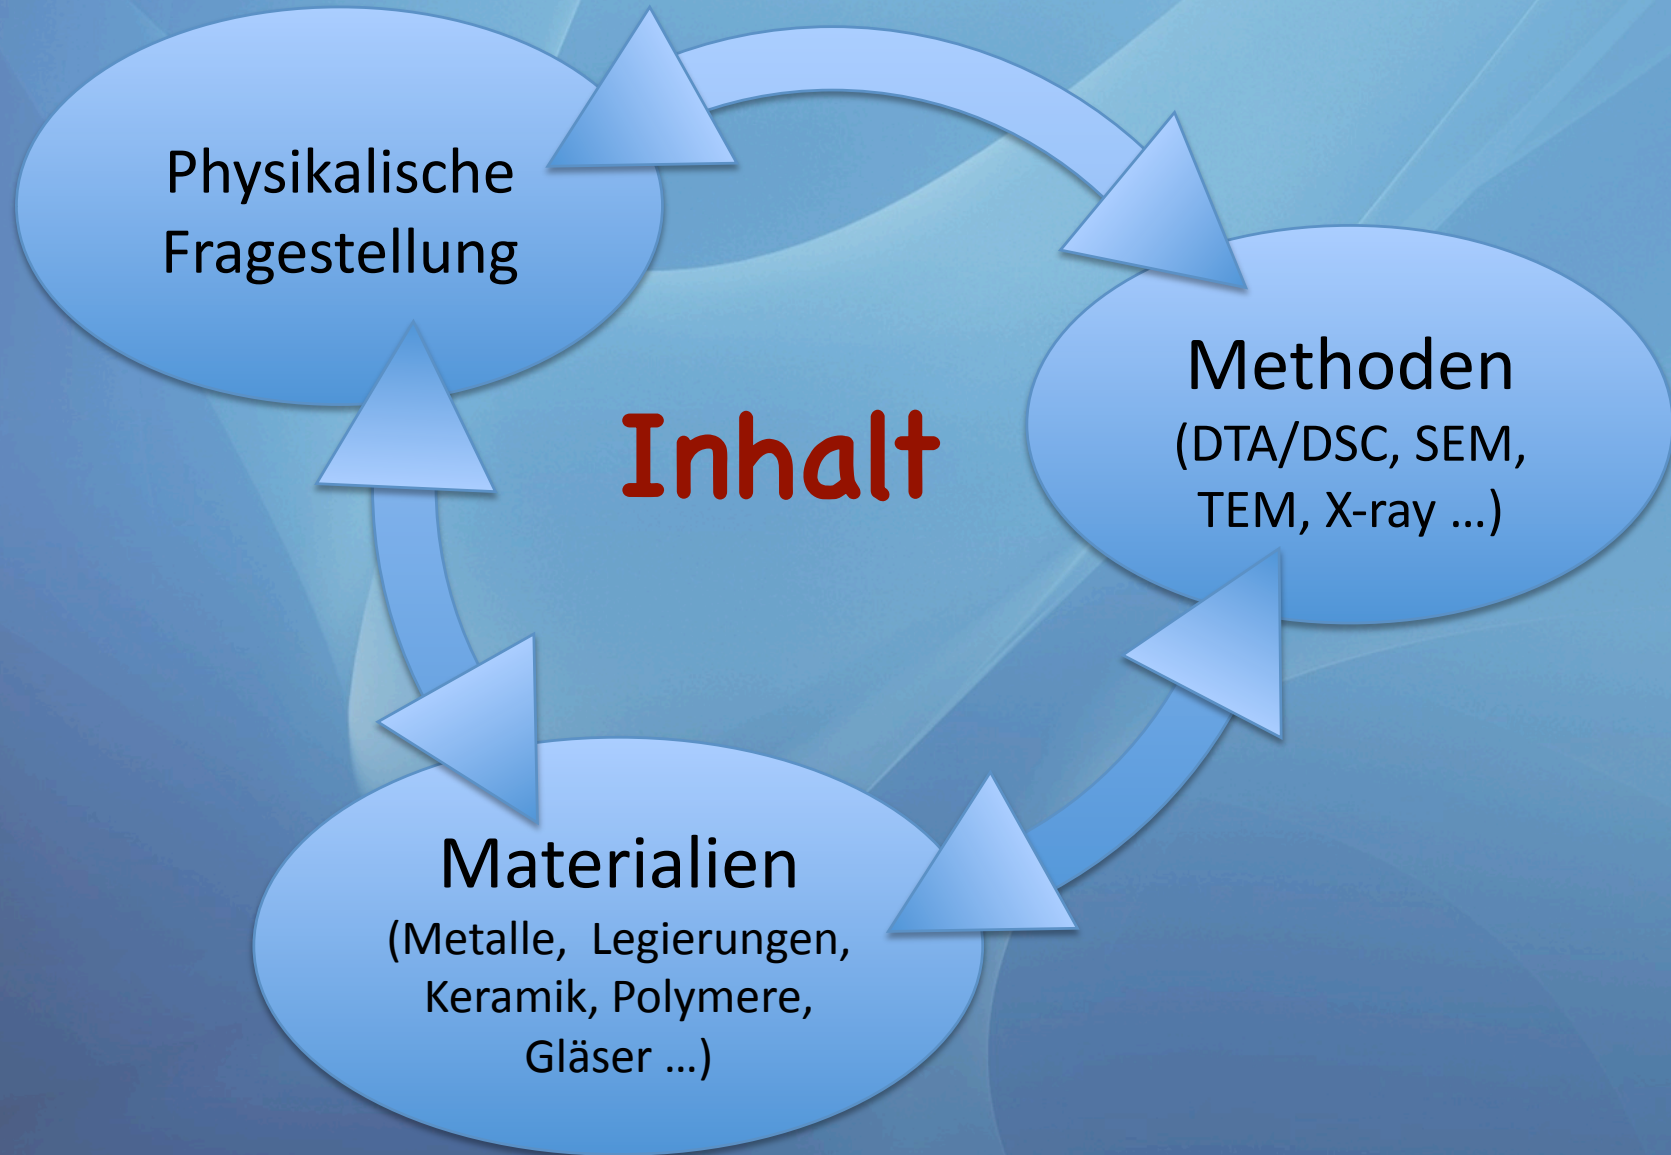 Physikalische
Fragestellung
Inhalt
Methoden
(DTA/DSC, SEM,
TEM, X-ray ...)
Materialien
(Metalle,  Legierungen,
Keramik, Polymere,
Gläser ...)